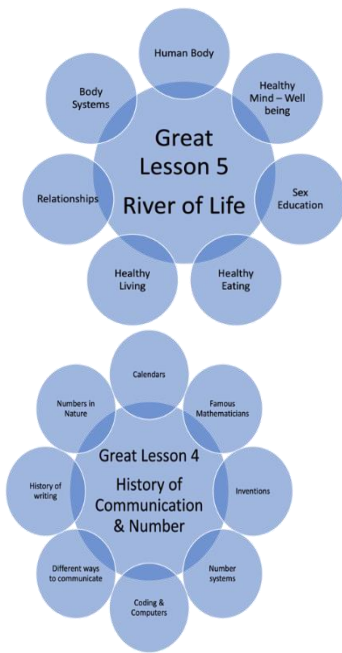 Human Body
Healthy
Mind – Well
being
Sex
Education
Healthy
Eating
Healthy
Living
Relationships
Body
Systems
Great
Lesson 5
River of Life
Calendars
Famous
Mathematicians
Inventions
Number
systems
Coding &
Computers
Different ways
to communicate
History of
writing
Numbers in
Nature
Great Lesson 4
History of
Communication
& Number